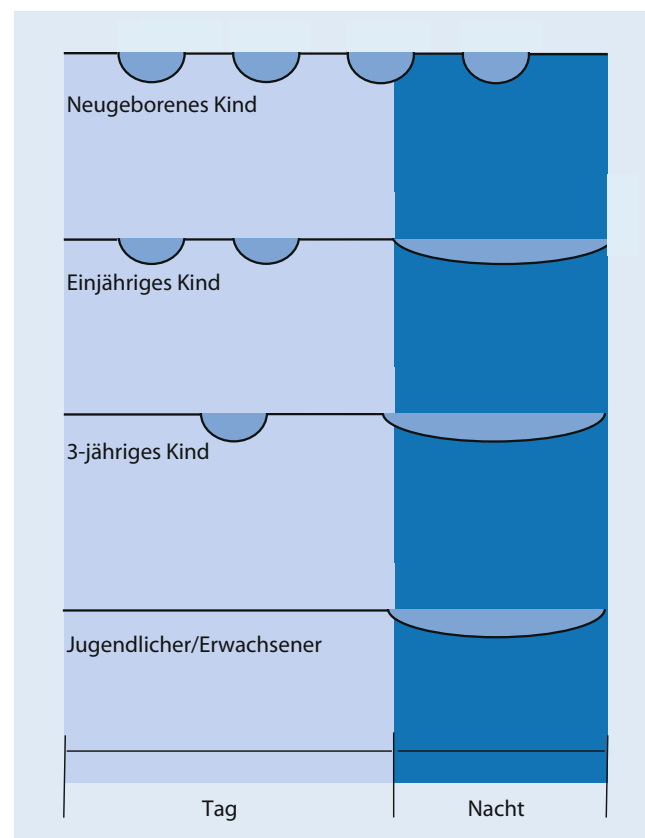 Neugeborenes Kind
Einjähriges Kind
3-jähriges Kind
Jugendlicher/Erwachsener
Tag
Nacht